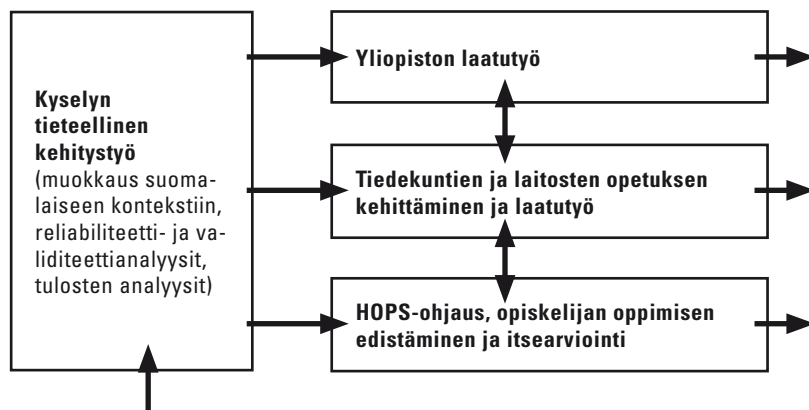 Kyselyn
tieteellinen
kehitystyö
(muokkaus suoma-
laiseen kontekstiin,
reliabiliteetti- ja va-
liditeettianalyysit,
tulosten analyysit)
Yliopiston laatutyö
Tiedekuntien ja laitosten opetuksen
kehittäminen ja laatutyö
HOPS-ohjaus, opiskelijan oppimisen
edistäminen ja itsearviointi